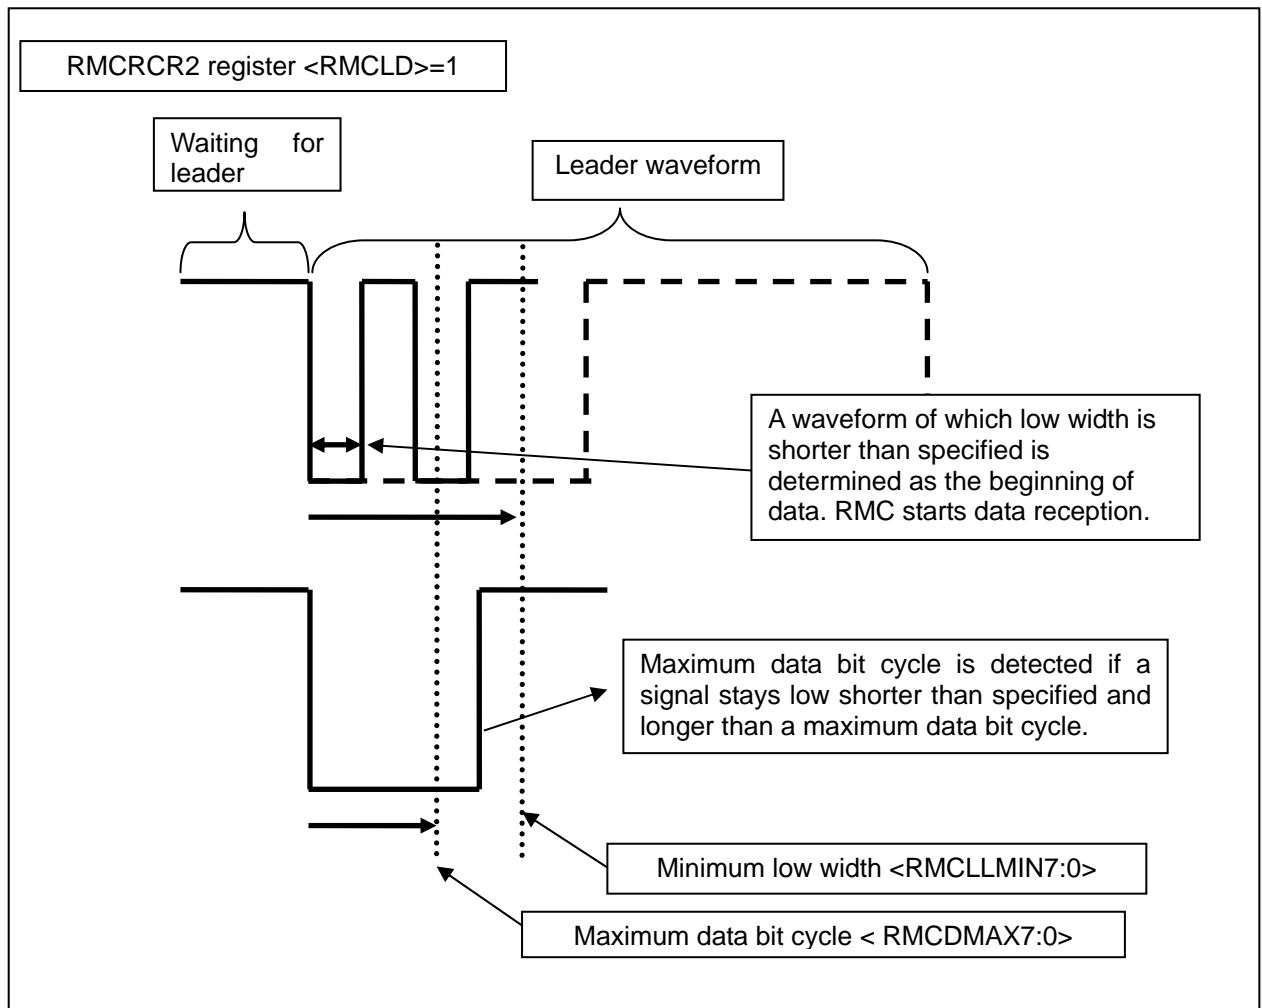 RMCRCR2 register <RMCLD>=1
Waiting for
leader
Leader waveform
A waveform of which low width is
shorter than specified is
determined as the beginning of
data. RMC starts data reception.
Maximum data bit cycle is detected if a
signal stays low shorter than specified and
longer than a maximum data bit cycle.
Minimum low width <RMCLLMIN7:0>
Maximum data bit cycle < RMCDMAX7:0>